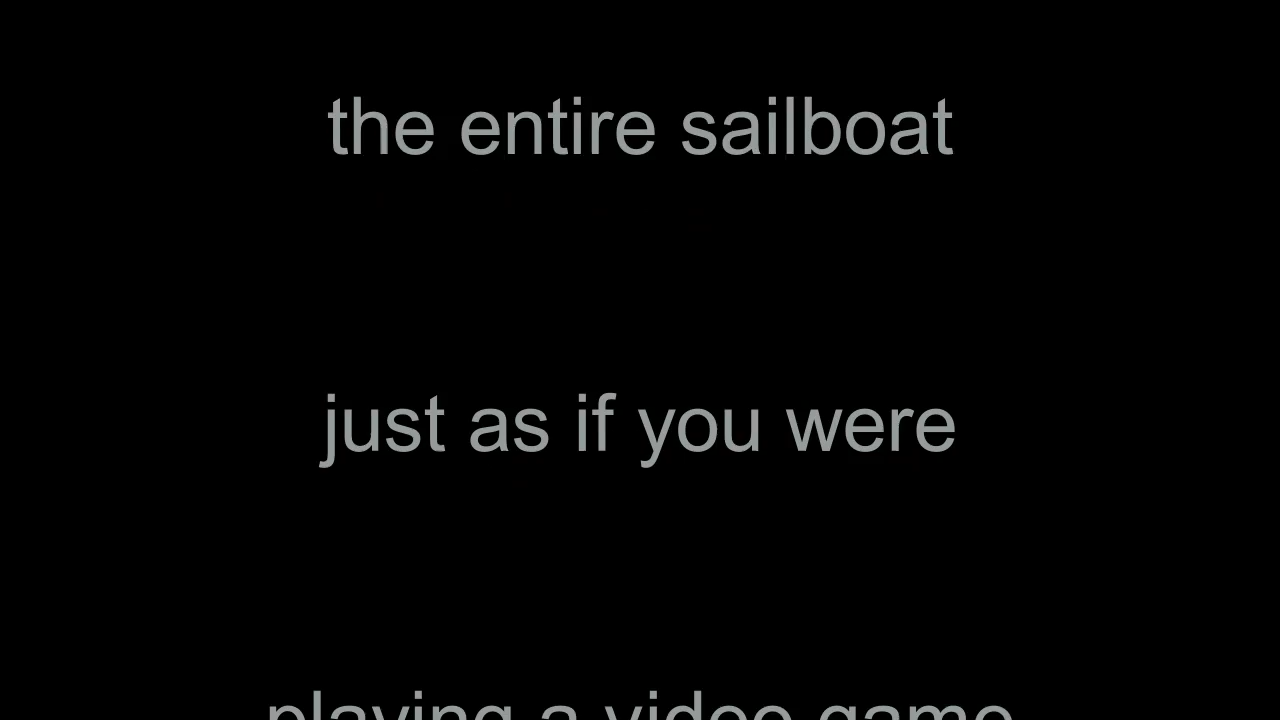 the entire sailboat
just as if you were
playing a video game